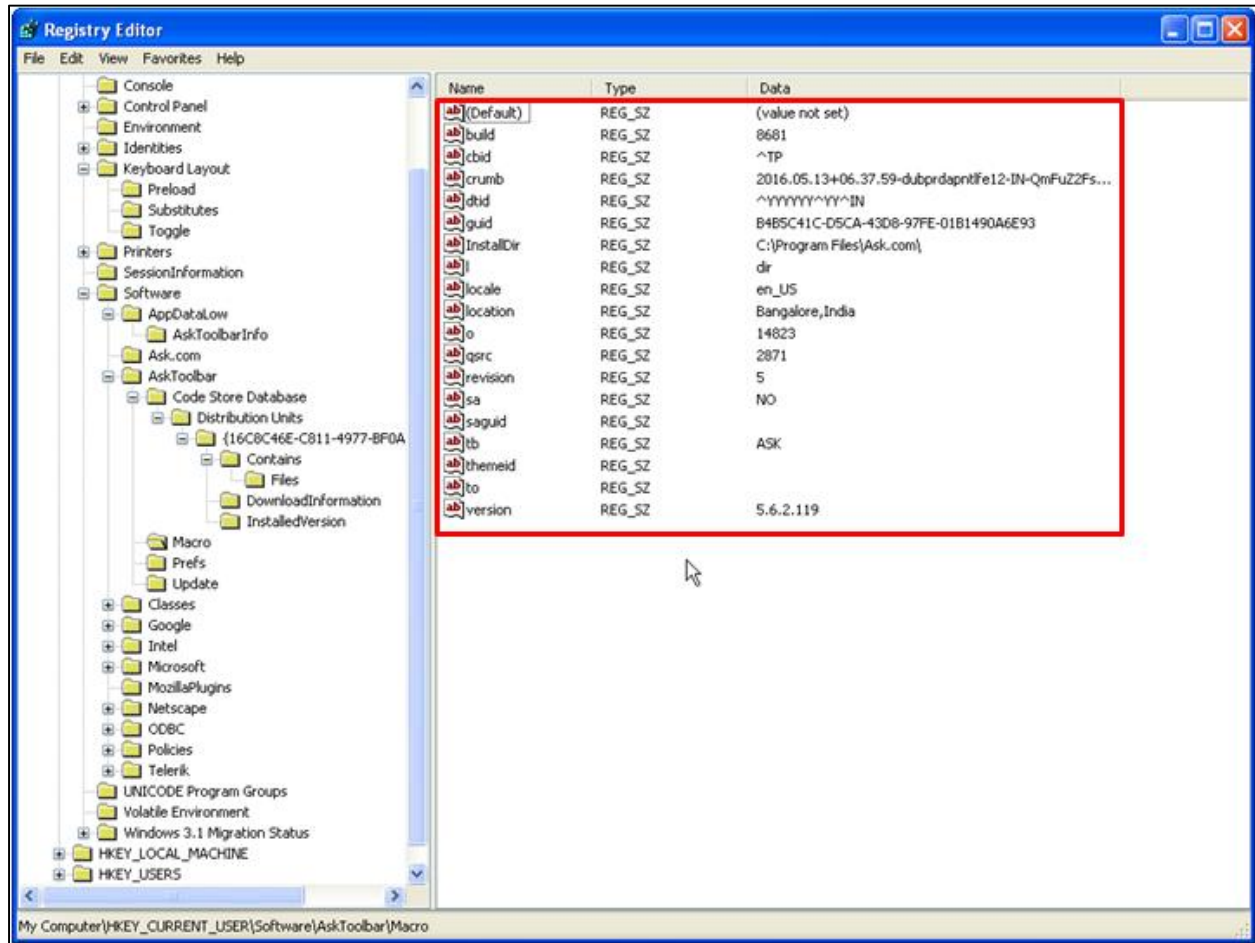 Registry Editor
File Edit View Favorites Help
Console
Control Panel
Environment
Identities
Keyboard Layout
Preload
Substitutes
Toggle
Printers
SessionInformation
Software
AppDataLow
AskToolbarInfo
Ask.com
AskToolbar
Code Store Database
Distribution Units
{16C8C46E-C811-4977-BF0A
Contains
Files
DownloadInformation
InstalledVersion
Macro
Prefs
Update
Classes
Google
Intel
Microsoft
MozillaPlugins
Netscape
ODBC
Policies
Telerik
UNICODE Program Groups
Volatile Environment
Windows 3.1 Migration Status
HKEY_LOCAL_MACHINE
HKEY_USERS
Name Type Data
(Default) REG_SZ (value not set)
build REG_SZ 8681
cbid REG_SZ ^TP
crumb REG_SZ 2016.05.13+06.37.59-dubprdapntlfe12-IN-QmFuZ2Fs...
dtid REG_SZ ^YYYYYY^YY^IN
guid REG_SZ B4B5C41C-D5CA-43D8-97FE-01B1490A6E93
InstallDir REG_SZ C:\Program Files\Ask.com\
l REG_SZ dir
locale REG_SZ en_US
location REG_SZ Bangalore,India
o REG_SZ 14823
qsrc REG_SZ 2871
revision REG_SZ 5
sa REG_SZ NO
saguid REG_SZ
tb REG_SZ ASK
themeid REG_SZ
to REG_SZ
version REG_SZ 5.6.2.119
My Computer\HKEY_CURRENT_USER\Software\AskToolbar\Macro